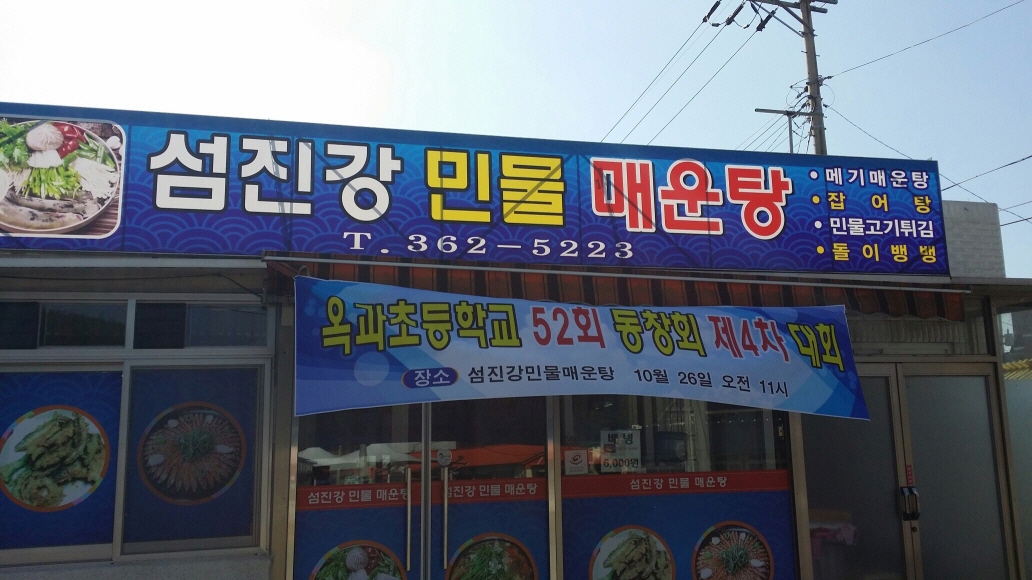 섬진강 민물 매운탕
T. 362-5223
• 메기매운탕
• 잡어탕
• 민물고기튀김
• 돌이뱅뱅
옥과초등학교 52회 동창회 제4차 대회
장소 섬진강민물매운탕 10월 26일 오전 11시
6,000원
섬진강 민물 매운탕
섬진강 민물 매운탕
섬진강 민물 매운탕